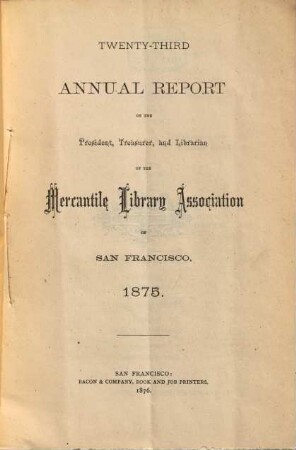 TWENTY-THIRD
ANNUAL REPORT
OF THE
President, Treasurer, and Librarian
OF THE
Mercantile Library Association
OF
SAN FRANCISCO,
1875.
SAN FRANCISCO:
BACON & COMPANY, BOOK AND JOB PRINTERS.
1876.